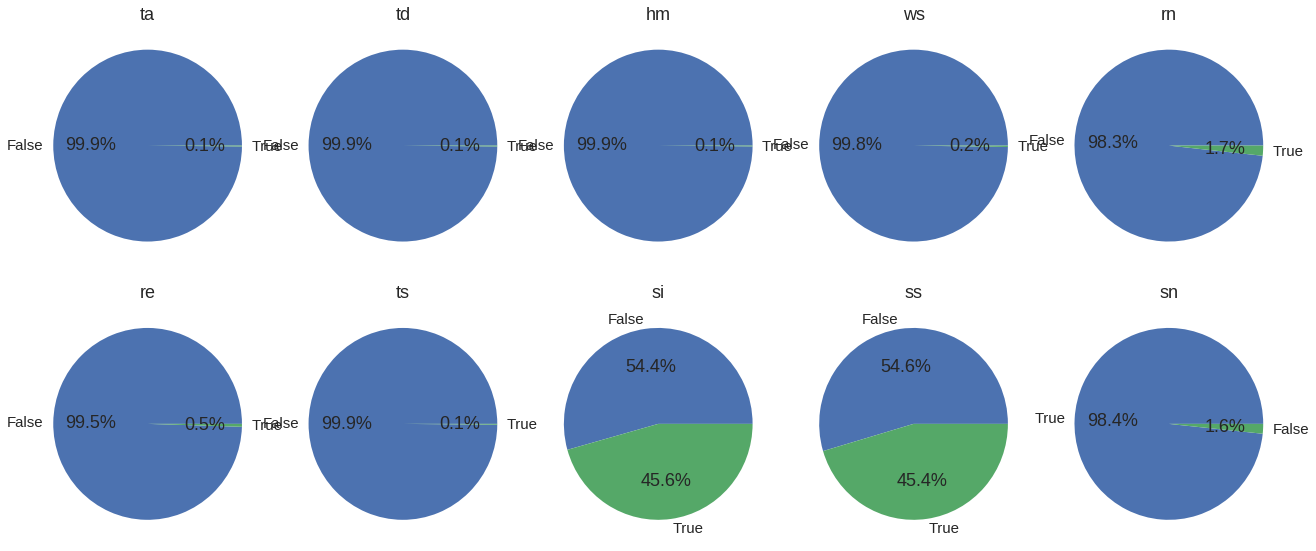 ta
False
99.9%
0.1%
True
td
False
99.9%
0.1%
True
hm
False
99.9%
0.1%
True
ws
False
99.8%
0.2%
True
rn
False
98.3%
1.7%
True
re
False
99.5%
0.5%
True
ts
False
99.9%
0.1%
True
si
False
54.4%
45.6%
True
ss
False
54.6%
45.4%
True
sn
True
98.4%
1.6%
False